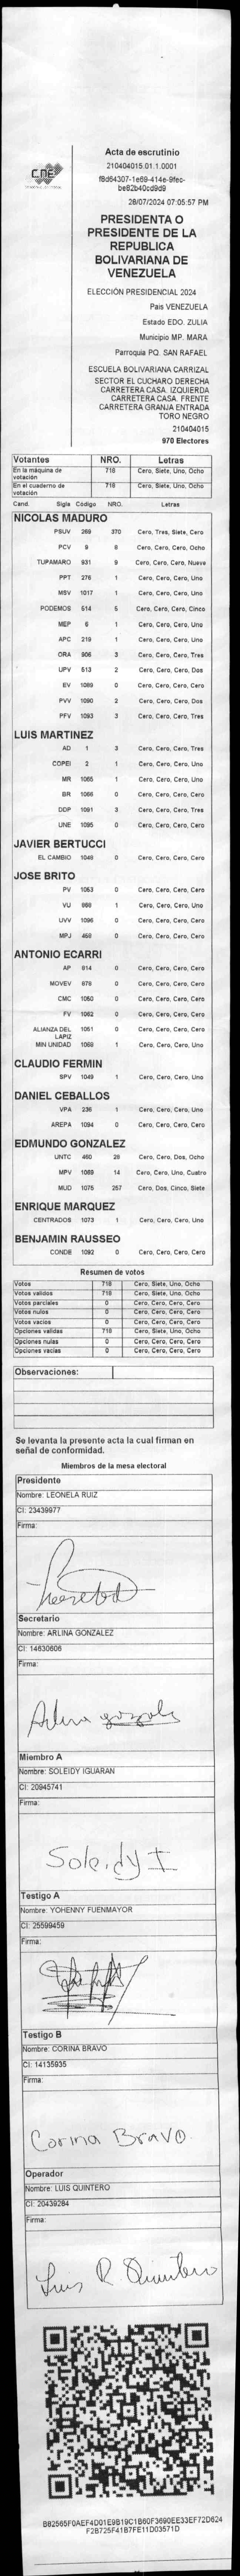 CNE
Acta de escrutinio
210404015.01.1.0001
f8d64307-1e69-414e-9fec-
be62b40cd9d9
28/07/2024 07:05:57 PM
PRESIDENTA O
PRESIDENTE DE LA
REPUBLICA
BOLIVARIANA DE
VENEZUELA
ELECCIÓN PRESIDENCIAL 2024
Pais VENEZUELA
Estado EDO. ZULIA
Municipio MP. MARA
Parroquia PQ. SAN RAFAEL
ESCUELA BOLIVARIANA CARRIZAL
SECTOR EL CUCHARO DERECHA
CARRETERA CASA. IZQUIERDA
CARRETERA CASA. FRENTE
CARRETERA GRANJA ENTRADA
TORO NEGRO
210404015
970 Electores
Votantes NRO. Letras
En la máquina de votación 718 Cero, Siete, Uno, Ocho
En el cuaderno de votación 718 Cero, Siete, Uno, Ocho
Cand. Sigla Código NRO. Letras
NICOLAS MADURO
PSUV 269 370 Cero, Tres, Siete, Cero
PCV 9 8 Cero, Cero, Cero, Ocho
TUPAMARO 931 9 Cero, Cero, Cero, Nueve
PPT 276 1 Cero, Cero, Cero, Uno
MSV 1017 1 Cero, Cero, Cero, Uno
PODEMOS 514 5 Cero, Cero, Cero, Cinco
MEP 6 1 Cero, Cero, Cero, Uno
APC 219 1 Cero, Cero, Cero, Uno
ORA 906 3 Cero, Cero, Cero, Tres
UPV 513 2 Cero, Cero, Cero, Dos
EV 1089 0 Cero, Cero, Cero, Cero
PVV 1090 2 Cero, Cero, Cero, Dos
PFV 1093 3 Cero, Cero, Cero, Tres
LUIS MARTINEZ
AD 1 3 Cero, Cero, Cero, Tres
COPEI 2 1 Cero, Cero, Cero, Uno
MR 1065 1 Cero, Cero, Cero, Uno
BR 1066 0 Cero, Cero, Cero, Cero
DDP 1091 3 Cero, Cero, Cero, Tres
UNE 1095 0 Cero, Cero, Cero, Cero
JAVIER BERTUCCI
EL CAMBIO 1048 0 Cero, Cero, Cero, Cero
JOSE BRITO
PV 1053 0 Cero, Cero, Cero, Cero
VU 868 1 Cero, Cero, Cero, Uno
UVV 1096 0 Cero, Cero, Cero, Cero
MPJ 458 0 Cero, Cero, Cero, Cero
ANTONIO ECARRI
AP 814 0 Cero, Cero, Cero, Cero
MOVEV 878 0 Cero, Cero, Cero, Cero
CMC 1050 0 Cero, Cero, Cero, Cero
FV 1062 0 Cero, Cero, Cero, Cero
ALIANZA DEL LAPIZ 1051 0 Cero, Cero, Cero, Cero
MIN UNIDAD 1069 1 Cero, Cero, Cero, Uno
CLAUDIO FERMIN
SPV 1049 1 Cero, Cero, Cero, Uno
DANIEL CEBALLOS
VPA 236 1 Cero, Cero, Cero, Uno
AREPA 1094 0 Cero, Cero, Cero, Cero
EDMUNDO GONZALEZ
UNTC 460 28 Cero, Cero, Dos, Ocho
MPV 1068 14 Cero, Cero, Uno, Cuatro
MUD 1075 257 Cero, Dos, Cinco, Siete
ENRIQUE MARQUEZ
CENTRADOS 1073 1 Cero, Cero, Cero, Uno
BENJAMIN RAUSSEO
CONDE 1092 0 Cero, Cero, Cero, Cero
Resumen de votos
Votos 718 Cero, Siete, Uno, Ocho
Votos validos 718 Cero, Siete, Uno, Ocho
Votos parciales 0 Cero, Cero, Cero, Cero
Votos nulos 0 Cero, Cero, Cero, Cero
Votos vacios 0 Cero, Cero, Cero, Cero
Opciones validas 718 Cero, Siete, Uno, Ocho
Opciones nulas 0 Cero, Cero, Cero, Cero
Opciones vacias 0 Cero, Cero, Cero, Cero
Observaciones:
Se levanta la presente acta la cual firman en
señal de conformidad.
Miembros de la mesa electoral
Presidente
Nombre: LEONELA RUIZ
CI: 23439977
Firma:
Secretario
Nombre: ARLINA GONZALEZ
CI: 14630606
Firma:
Arlina gonzalez
Miembro A
Nombre: SOLEIDY IGUARAN
CI: 20945741
Firma:
Soleidy I
Testigo A
Nombre: YOHENNY FUENMAYOR
CI: 25599459
Firma:
Testigo B
Nombre: CORINA BRAVO
CI: 14135935
Firma:
Corina Bravo.
Operador
Nombre: LUIS QUINTERO
CI: 20439284
Firma:
Luis R Quintero
B82565F0AEF4D01E9B19C1B60F3690EE33EF72D624
F2B725F41B7FE11D03571D